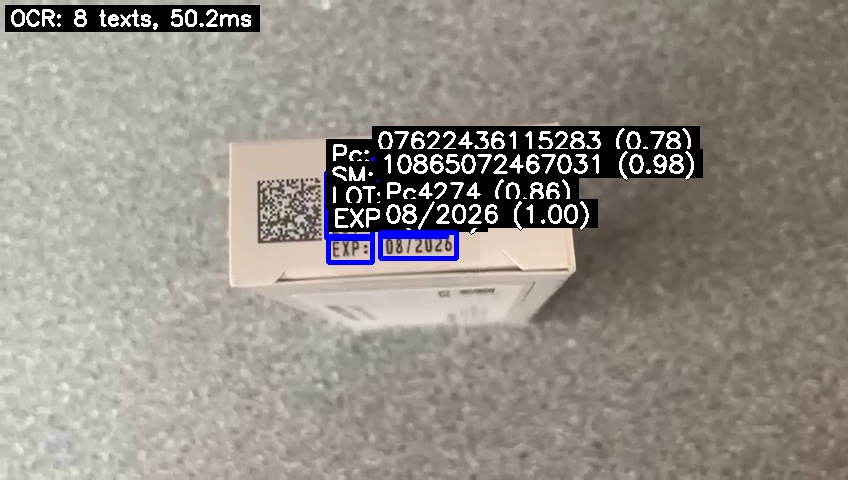 OCR: 8 texts, 50.2ms
Pc: 07622436115283 (0.78)
SM: 10865072467031 (0.98)
LOT: Pc4274 (0.86)
EXP 08/2026 (1.00)
EXP: 08/2026